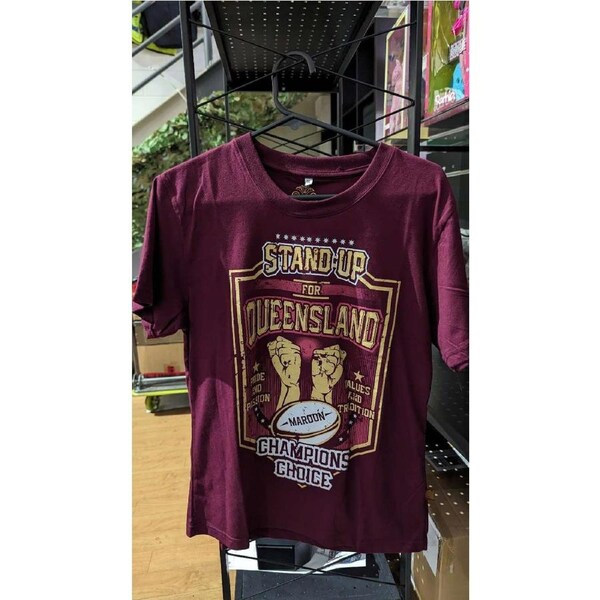 STAND UP
FOR
QUEENSLAND
PRIDE
AND
PASSION
VALUES
AND
TRADITION
MAROON
CHAMPIONS
CHOICE